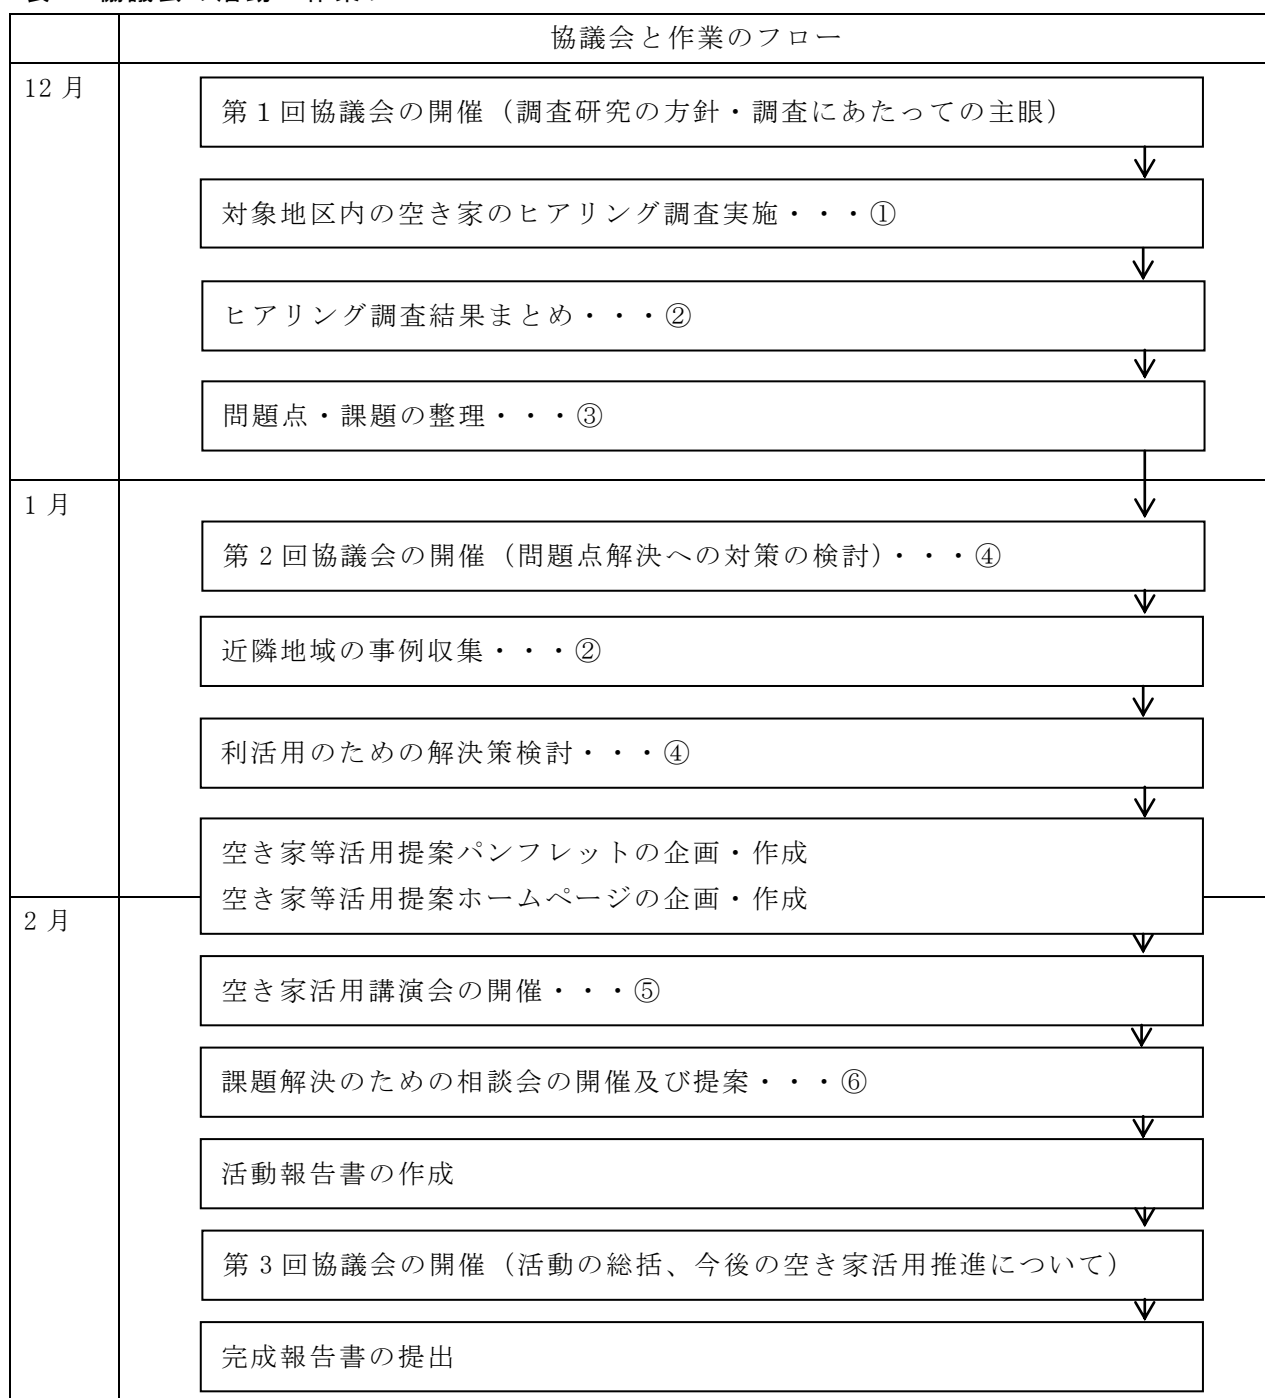 協議会と作業のフロー
12月
第1回協議会の開催（調査研究の方針・調査にあたっての主眼）
対象地区内の空き家のヒアリング調査実施・・・①
ヒアリング調査結果まとめ・・・②
問題点・課題の整理・・・③
1月
第2回協議会の開催（問題点解決への対策の検討）・・・④
近隣地域の事例収集・・・②
利活用のための解決策検討・・・④
空き家等活用提案パンフレットの企画・作成
空き家等活用提案ホームページの企画・作成
2月
空き家活用講演会の開催・・・⑤
課題解決のための相談会の開催及び提案・・・⑥
活動報告書の作成
第3回協議会の開催（活動の総括、今後の空き家活用推進について）
完成報告書の提出